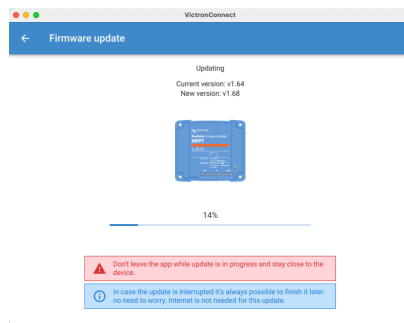 VictronConnect
Firmware update
Updating
Current version: v1.64
New version: v1.68
MPPT
14%
Don't leave the app while update is in progress and stay close to the
device.
In case the update is interrupted it's always possible to finish it later:
no need to worry. Internet is not needed for this update.